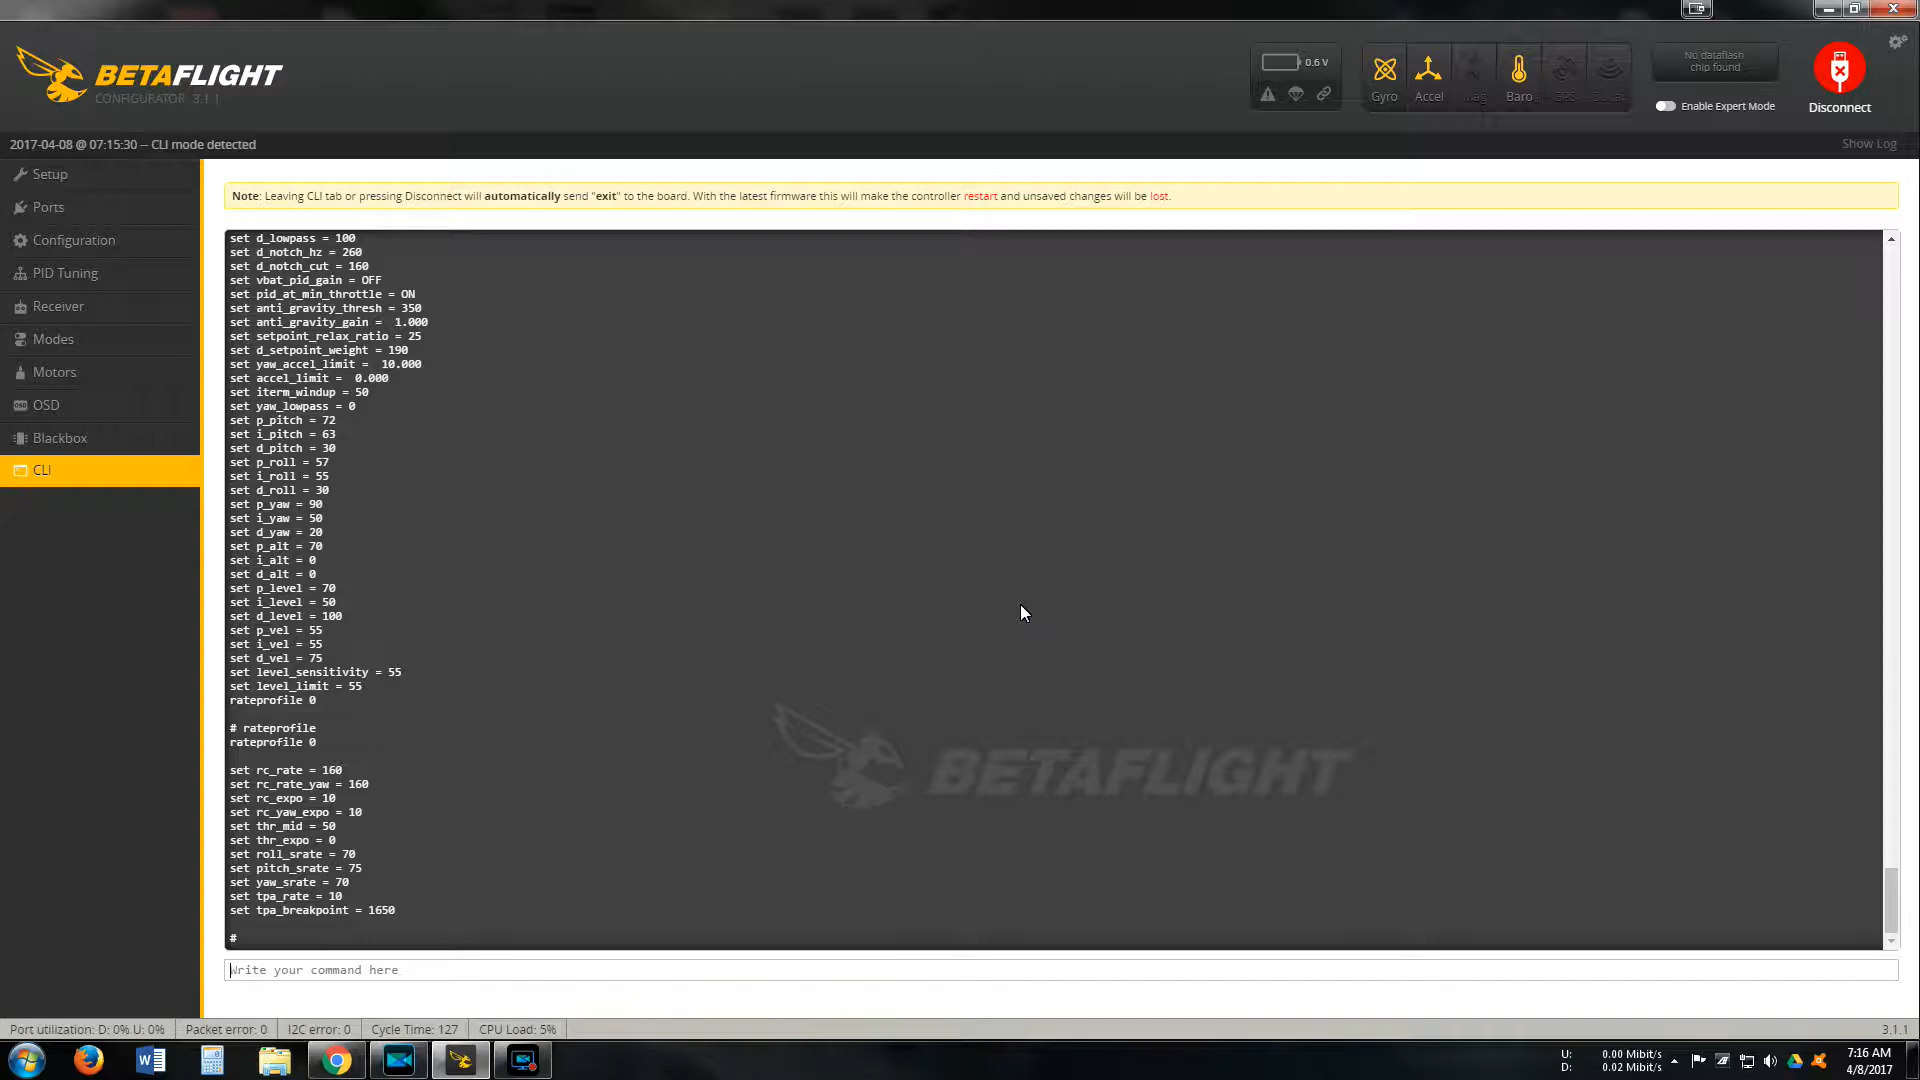 BETAFLIGHT
CONFIGURATOR 3.1.1
0.6 V
Gyro
Accel
Baro
No dataflash
chip found
Enable Expert Mode
Disconnect
2017-04-08 @ 07:15:30 -- CLI mode detected
Show Log
Setup
Ports
Configuration
PID Tuning
Receiver
Modes
Motors
OSD
Blackbox
CLI
Note: Leaving CLI tab or pressing Disconnect will automatically send "exit" to the board. With the latest firmware this will make the controller restart and unsaved changes will be lost.
set d_lowpass = 100
set d_notch_hz = 260
set d_notch_cut = 160
set vbat_pid_gain = OFF
set pid_at_min_throttle = ON
set anti_gravity_thresh = 350
set anti_gravity_gain =  1.000
set setpoint_relax_ratio = 25
set d_setpoint_weight = 190
set yaw_accel_limit =  10.000
set accel_limit =  0.000
set iterm_windup = 50
set yaw_lowpass = 0
set p_pitch = 72
set i_pitch = 63
set d_pitch = 30
set p_roll = 57
set i_roll = 55
set d_roll = 30
set p_yaw = 90
set i_yaw = 50
set d_yaw = 20
set p_alt = 70
set i_alt = 0
set d_alt = 0
set p_level = 70
set i_level = 50
set d_level = 100
set p_vel = 55
set i_vel = 55
set d_vel = 75
set level_sensitivity = 55
set level_limit = 55
rateprofile 0
# rateprofile
rateprofile 0
set rc_rate = 160
set rc_rate_yaw = 160
set rc_expo = 10
set rc_yaw_expo = 10
set thr_mid = 50
set thr_expo = 0
set roll_srate = 70
set pitch_srate = 75
set yaw_srate = 70
set tpa_rate = 10
set tpa_breakpoint = 1650
#
BETAFLIGHT
Write your command here
Port utilization: D: 0% U: 0%
Packet error: 0
I2C error: 0
Cycle Time: 127
CPU Load: 5%
3.1.1
U: 0.00 Mibit/s
D: 0.02 Mibit/s
7:16 AM
4/8/2017